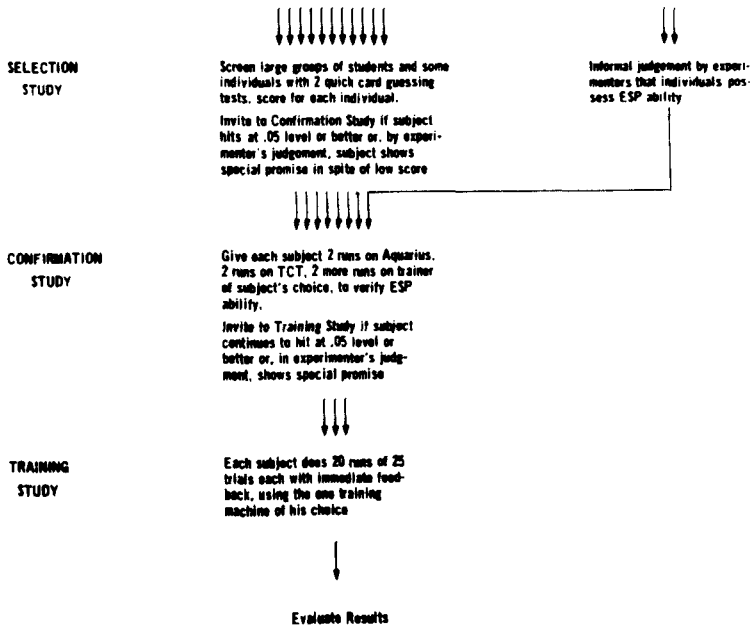 SELECTION
STUDY
Screen large groups of students and some
individuals with 2 quick card guessing
tests, score for each individual.
Invite to Confirmation Study if subject
hits at .05 level or better or, by experi-
menter's judgement, subject shows
special promise in spite of low score
Informal judgement by experi-
menters that individuals pos-
sess ESP ability
CONFIRMATION
STUDY
Give each subject 2 runs on Aquarius,
2 runs on TCT, 2 more runs on trainer
of subject's choice, to verify ESP
ability.
Invite to Training Study if subject
continues to hit at .05 level or
better or, in experimenter's judg-
ment, shows special promise
TRAINING
STUDY
Each subject does 20 runs of 25
trials each with immediate feed-
back, using the one training
machine of his choice
Evaluate Results